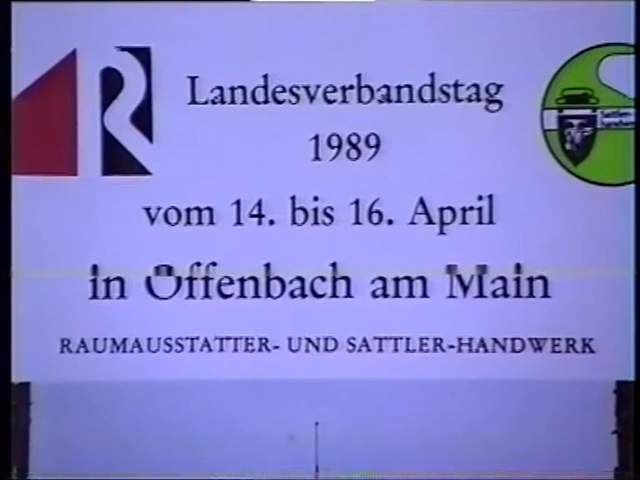 Landesverbandstag
1989
vom 14. bis 16. April
in Offenbach am Main
RAUMAUSSTATTER- UND SATTLER-HANDWERK